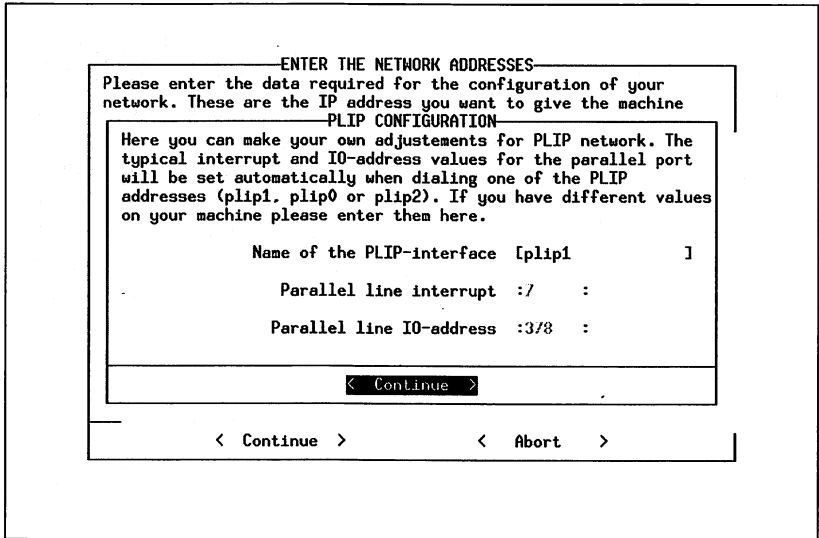 ENTER THE NETWORK ADDRESSES
Please enter the data required for the configuration of your
network. These are the IP address you want to give the machine
PLIP CONFIGURATION
Here you can make your own adjustements for PLIP network. The
typical interrupt and IO-address values for the parallel port
will be set automatically when dialing one of the PLIP
addresses (plip1, plip0 or plip2). If you have different values
on your machine please enter them here.
Name of the PLIP-interface [plip1 ]
Parallel line interrupt :7 :
Parallel line IO-address :378 :
< Continue >
< Continue > < Abort >